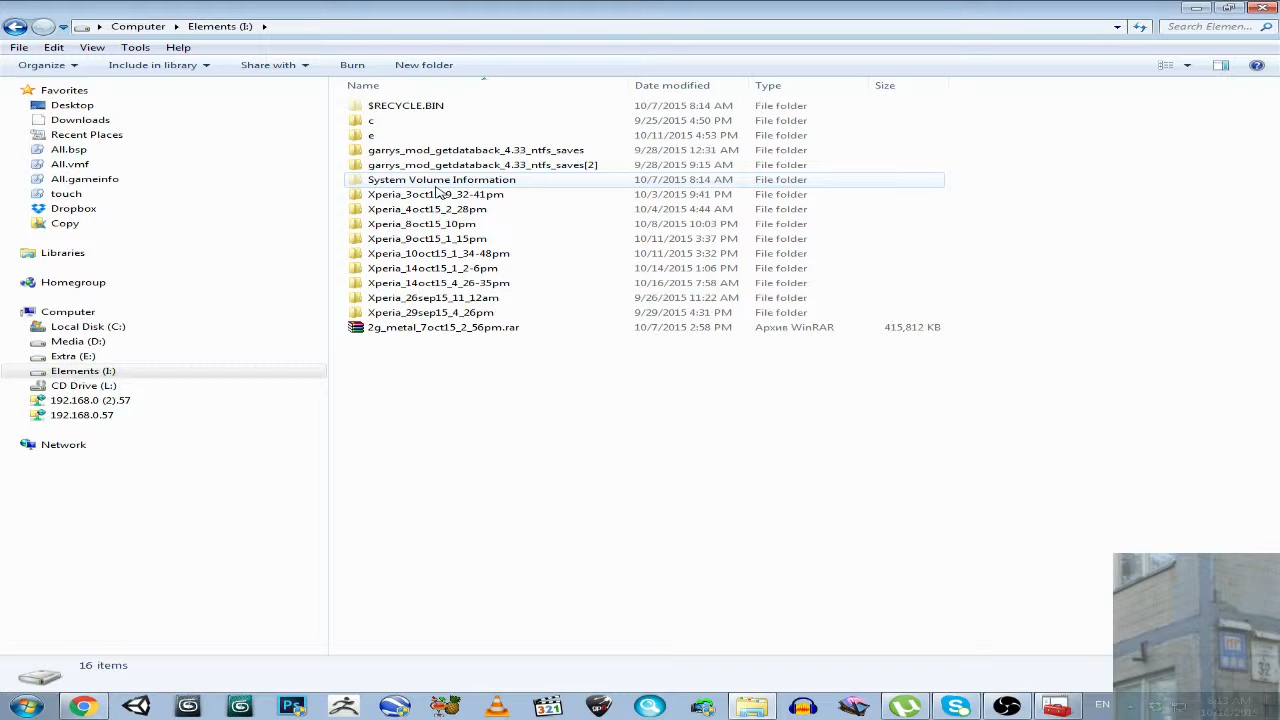 Computer Elements (I:) Search Elemen...
File Edit View Tools Help
Organize Include in library Share with Burn New folder
Favorites
Desktop
Downloads
Recent Places
All.bsp
All.vmf
All.gameinfo
touch
Dropbox
Copy
Libraries
Homegroup
Computer
Local Disk (C:)
Media (D:)
Extra (E:)
Elements (I:)
CD Drive (L:)
192.168.0 (2).57
192.168.0.57
Network
Name Date modified Type Size
$RECYCLE.BIN 10/7/2015 8:14 AM File folder
c 9/25/2015 4:50 PM File folder
e 10/11/2015 4:53 PM File folder
garrys_mod_getdataback_4.33_ntfs_saves 9/28/2015 12:31 AM File folder
garrys_mod_getdataback_4.33_ntfs_saves[2] 9/28/2015 9:15 AM File folder
System Volume Information 10/7/2015 8:14 AM File folder
Xperia_3oct15_9_32-41pm 10/3/2015 9:41 PM File folder
Xperia_4oct15_2_28pm 10/4/2015 4:44 AM File folder
Xperia_8oct15_10pm 10/8/2015 10:03 PM File folder
Xperia_9oct15_1_15pm 10/11/2015 3:37 PM File folder
Xperia_10oct15_1_34-48pm 10/11/2015 3:32 PM File folder
Xperia_14oct15_1_2-6pm 10/14/2015 1:06 PM File folder
Xperia_14oct15_4_26-35pm 10/16/2015 7:58 AM File folder
Xperia_26sep15_11_12am 9/26/2015 11:22 AM File folder
Xperia_29sep15_4_26pm 9/29/2015 4:31 PM File folder
2g_metal_7oct15_2_56pm.rar 10/7/2015 2:58 PM Архив WinRAR 415,812 KB
16 items
321
EN
8:13 AM
32